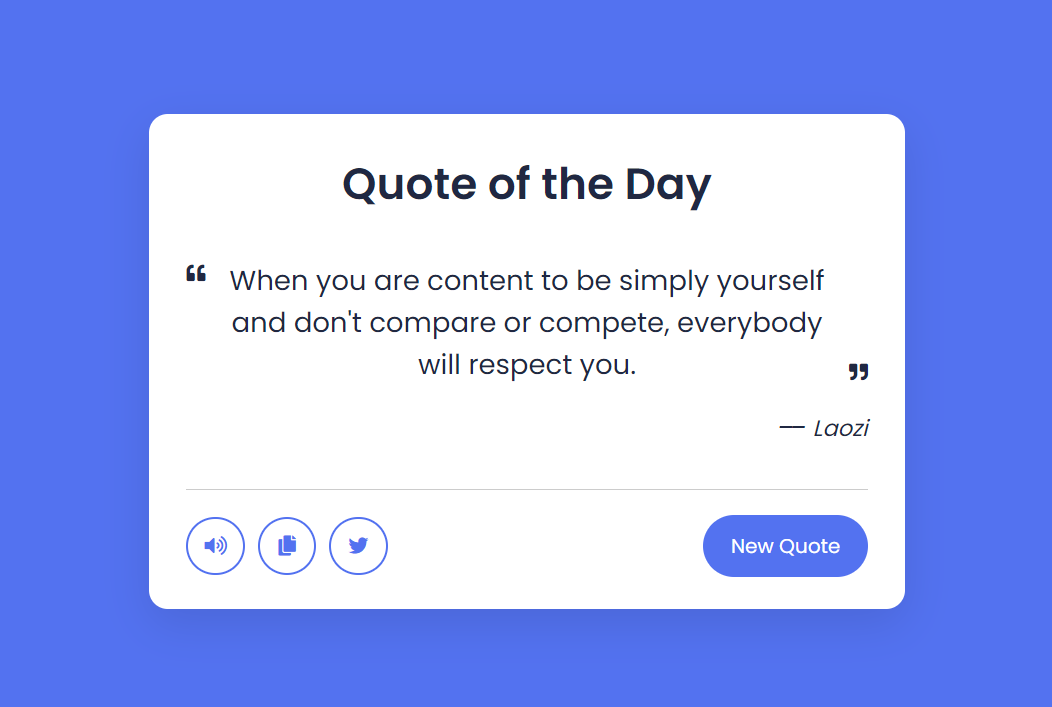 Quote of the Day
“ When you are content to be simply yourself
and don't compare or compete, everybody
will respect you. ”
— Laozi
New Quote